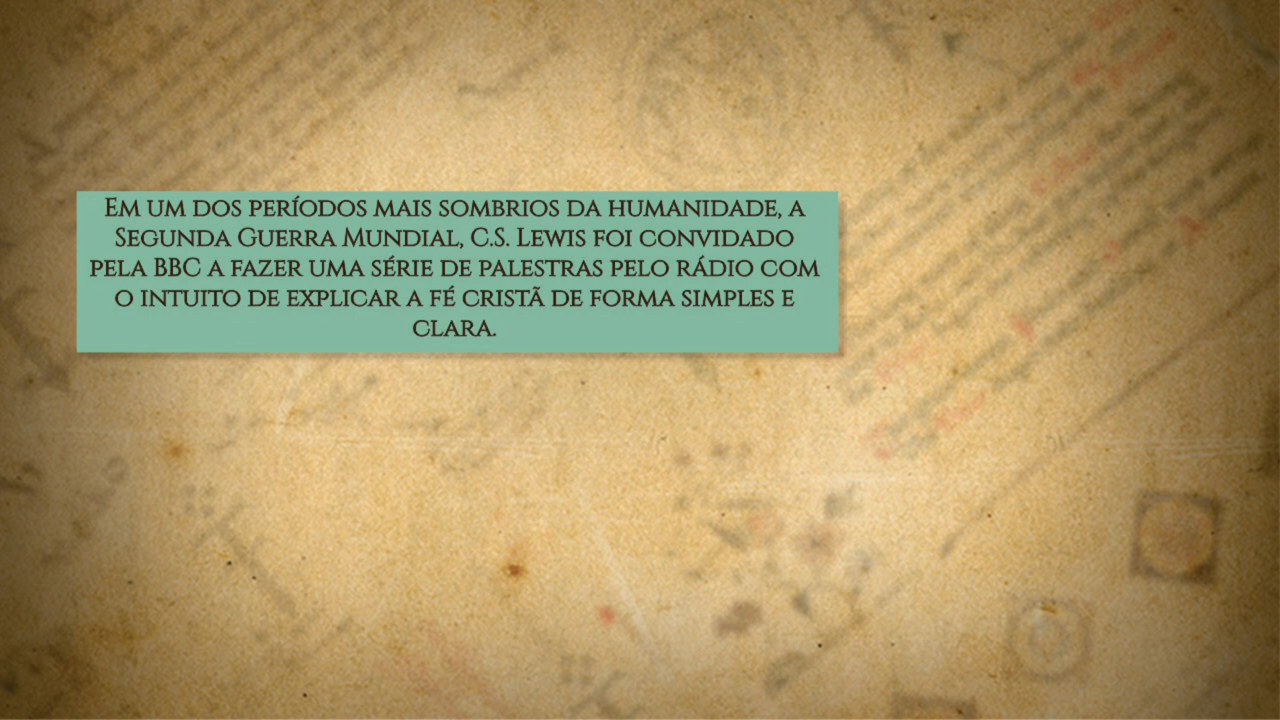 Em um dos períodos mais sombrios da humanidade, a
Segunda Guerra Mundial, C.S. Lewis foi convidado
pela BBC a fazer uma série de palestras pelo rádio com
o intuito de explicar a fé cristã de forma simples e
clara.